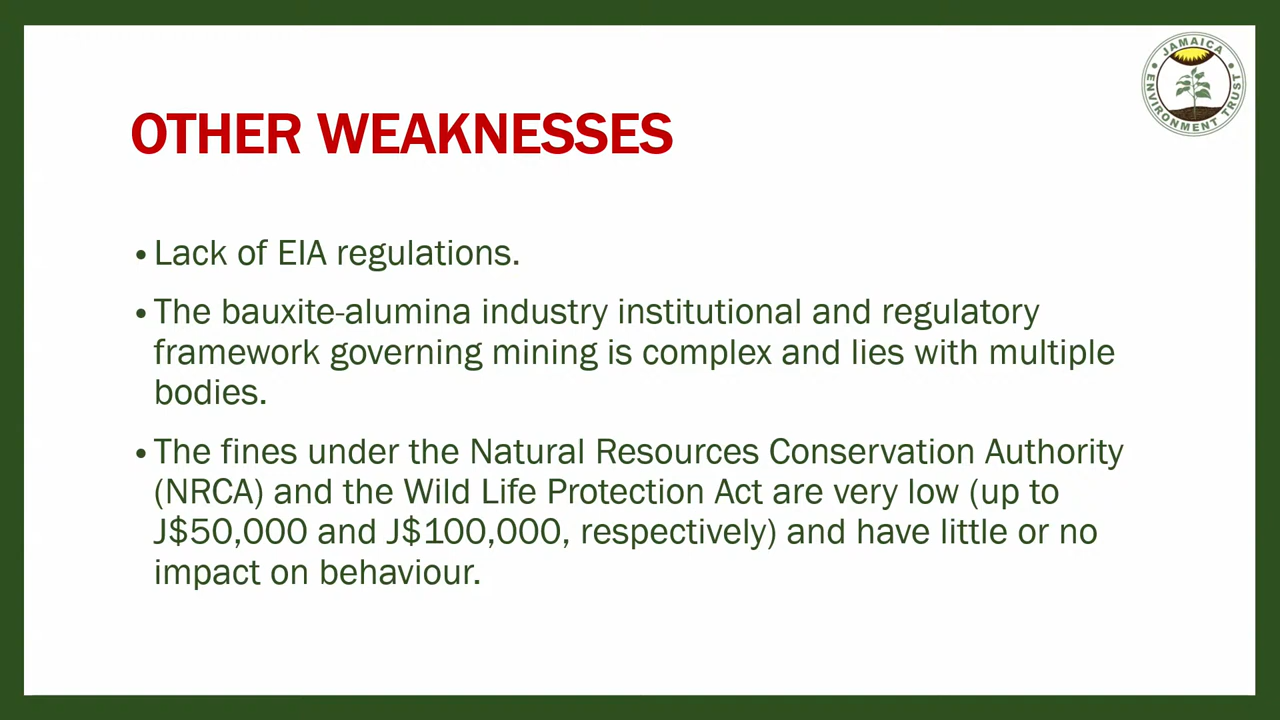 JAMAICA
ENVIRONMENT TRUST
OTHER WEAKNESSES
• Lack of EIA regulations.
• The bauxite-alumina industry institutional and regulatory
framework governing mining is complex and lies with multiple
bodies.
• The fines under the Natural Resources Conservation Authority
(NRCA) and the Wild Life Protection Act are very low (up to
J$50,000 and J$100,000, respectively) and have little or no
impact on behaviour.